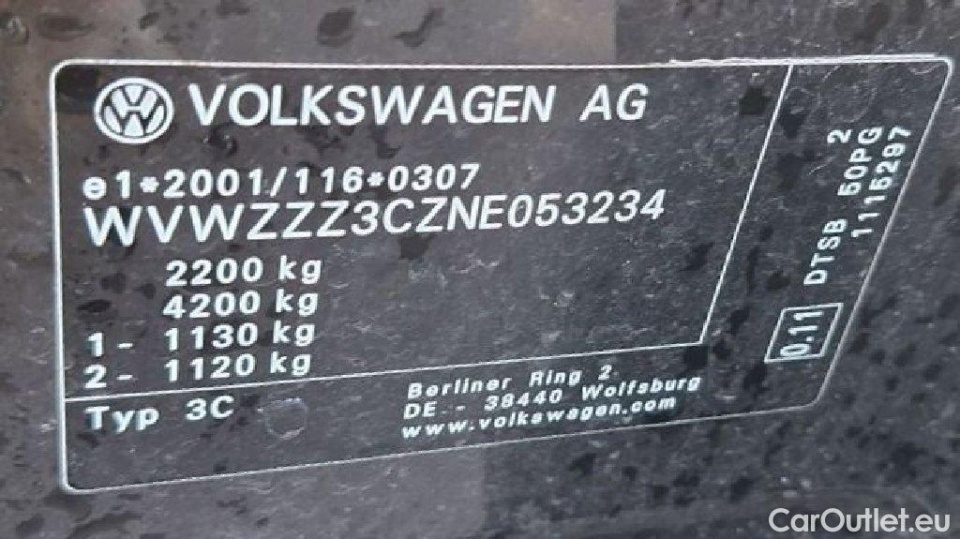 VOLKSWAGEN AG
e1*2001/116*0307
WVWZZZ3CZNE053234
2200 kg
4200 kg
1- 1130 kg
2- 1120 kg
Typ 3C
Berliner Ring 2
DE - 38440 Wolfsburg
www.volkswagen.com
0.11
DTSB 50PG 2
1115297
CarOutlet.eu